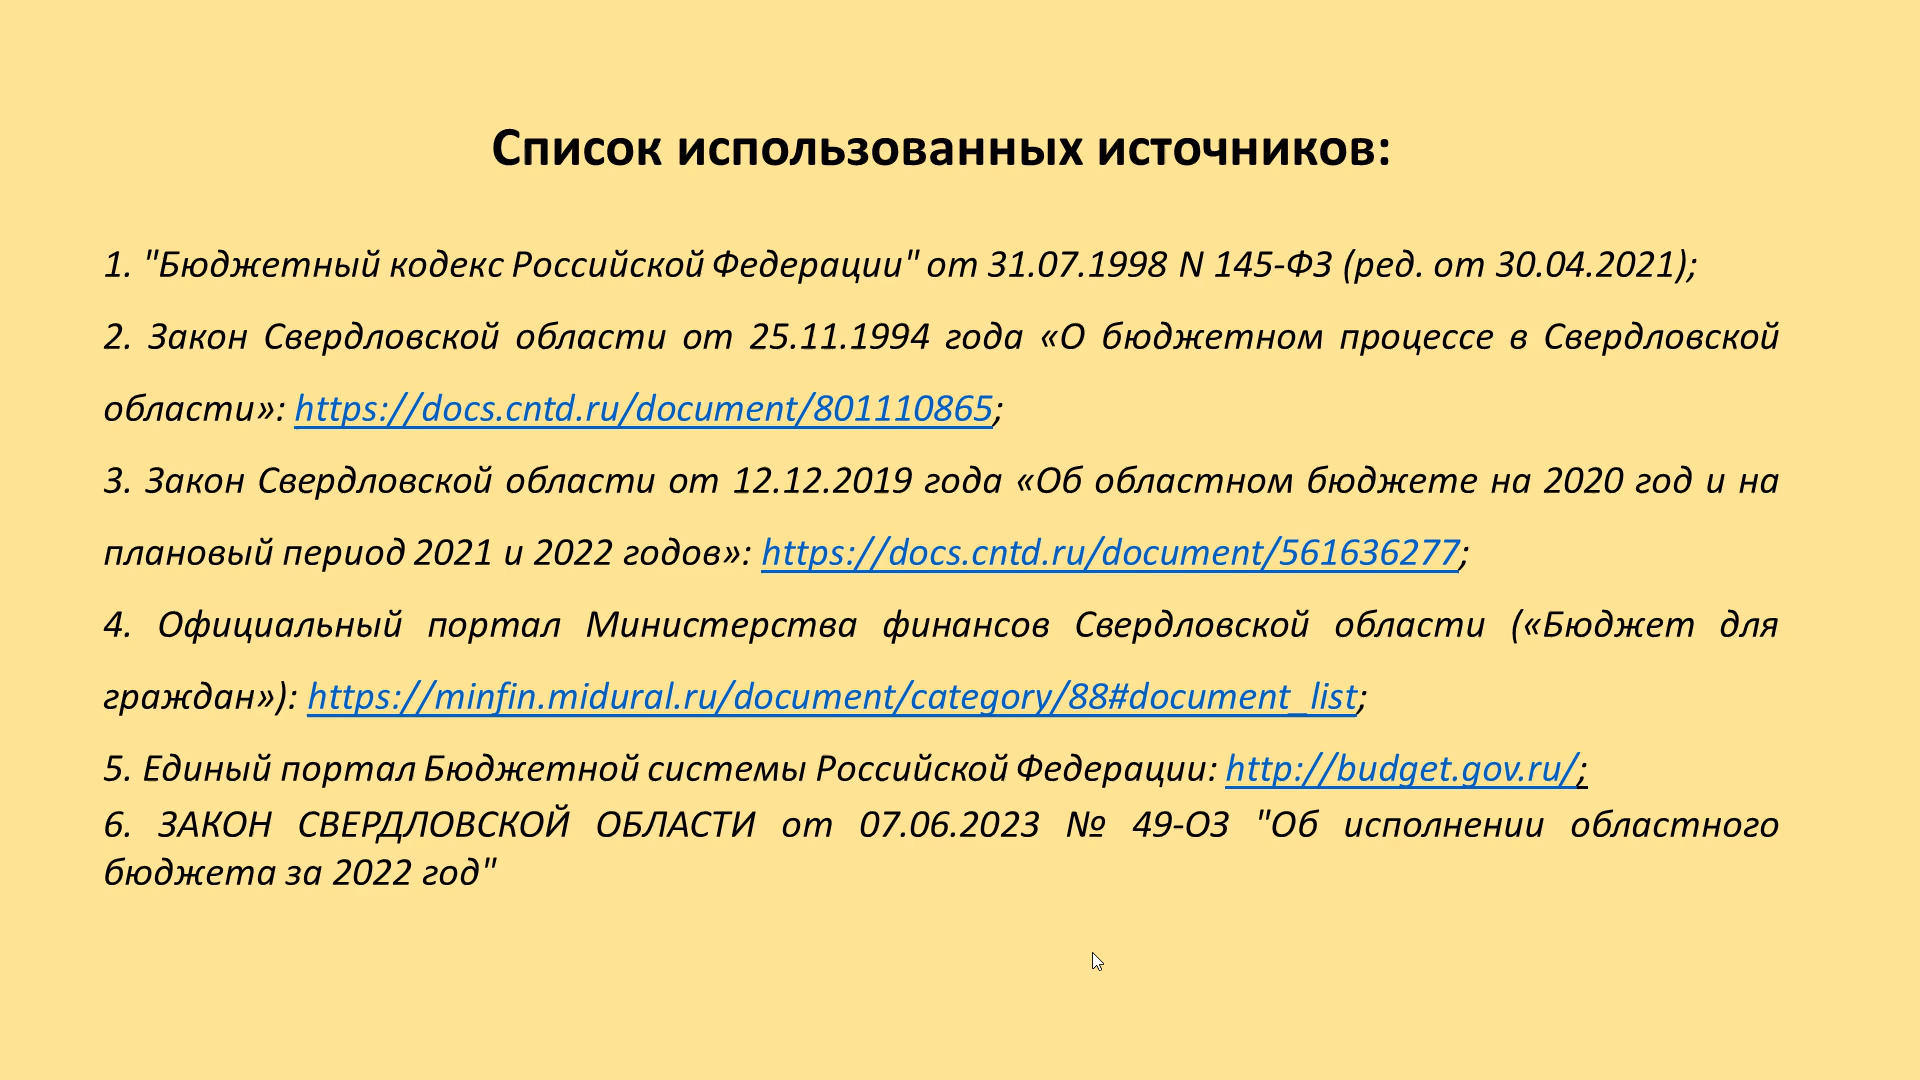 Список использованных источников:
1. "Бюджетный кодекс Российской Федерации" от 31.07.1998 N 145-ФЗ (ред. от 30.04.2021);
2. Закон Свердловской области от 25.11.1994 года «О бюджетном процессе в Свердловской
области»: https://docs.cntd.ru/document/801110865;
3. Закон Свердловской области от 12.12.2019 года «Об областном бюджете на 2020 год и на
плановый период 2021 и 2022 годов»: https://docs.cntd.ru/document/561636277;
4. Официальный портал Министерства финансов Свердловской области («Бюджет для
граждан»): https://minfin.midural.ru/document/category/88#document_list;
5. Единый портал Бюджетной системы Российской Федерации: http://budget.gov.ru/;
6. ЗАКОН СВЕРДЛОВСКОЙ ОБЛАСТИ от 07.06.2023 № 49-ОЗ "Об исполнении областного
бюджета за 2022 год"